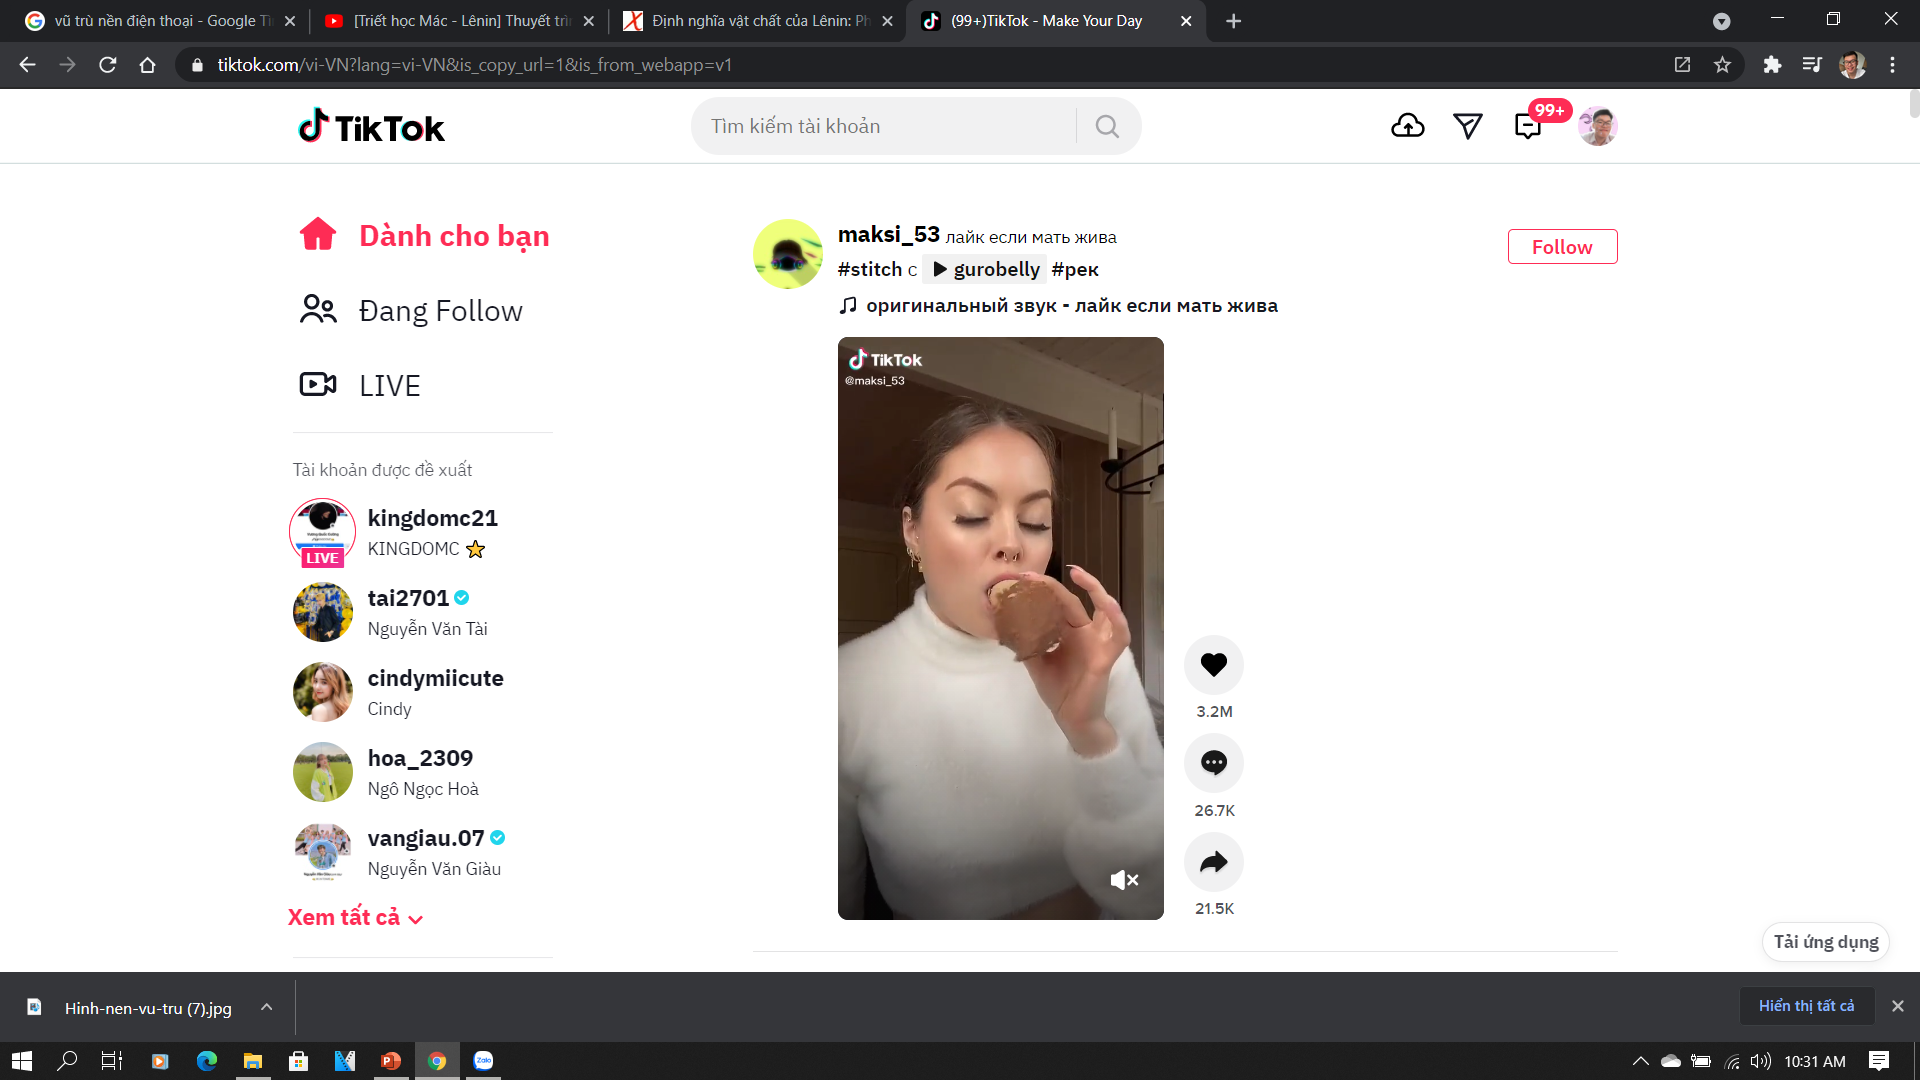 vũ trù nền điện thoại - Google Tì
[Triết học Mác - Lênin] Thuyết trìn
Định nghĩa vật chất của Lênin: Ph
(99+)TikTok - Make Your Day
tiktok.com/vi-VN?lang=vi-VN&is_copy_url=1&is_from_webapp=v1
TikTok
Tìm kiếm tài khoản
99+
Dành cho bạn
Đang Follow
LIVE
Tài khoản được đề xuất
LIVE
kingdomc21
KINGDOMC
tai2701
Nguyễn Văn Tài
cindymiicute
Cindy
hoa_2309
Ngô Ngọc Hoà
vangiau.07
Nguyễn Văn Giàu
Xem tất cả
maksi_53 лайк если мать жива
#stitch с gurobelly #рек
оригинальный звук - лайк если мать жива
Follow
TikTok
@maksi_53
3.2M
26.7K
21.5K
Tải ứng dụng
Hinh-nen-vu-tru (7).jpg
Hiển thị tất cả
Zalo
10:31 AM